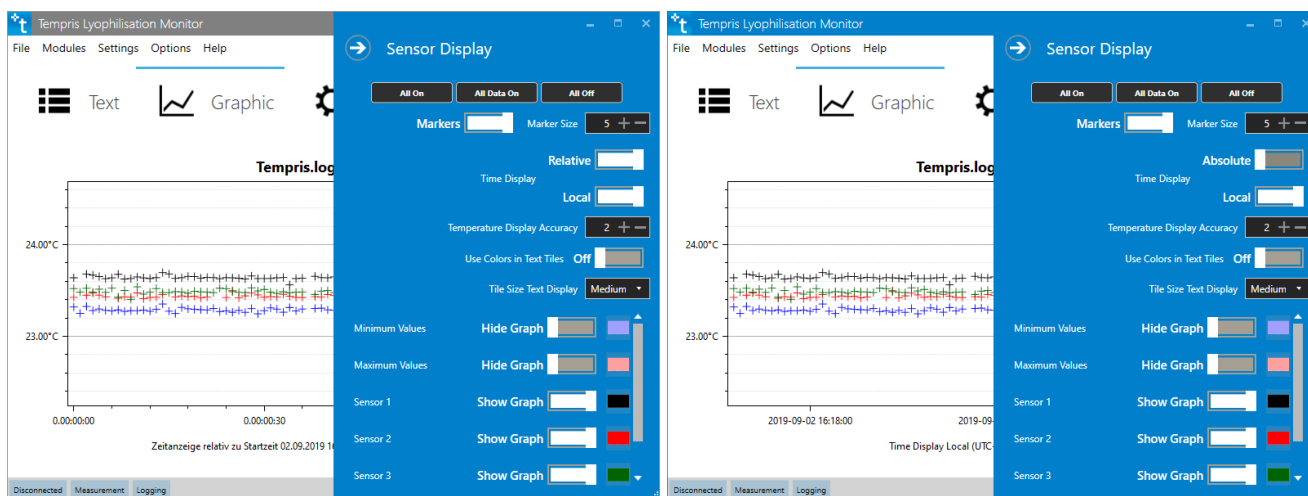 Tempris Lyophilisation Monitor
File Modules Settings Options Help
Text Graphic
Tempris.log
24.00°C
23.00°C
0.00:00:00 0.00:00:30
Zeitanzeige relativ zu Startzeit 02.09.2019
Disconnected Measurement Logging
Sensor Display
All On All Data On All Off
Markers Marker Size 5
Relative
Time Display
Local
Temperature Display Accuracy 2
Use Colors in Text Tiles Off
Tile Size Text Display Medium
Minimum Values Hide Graph
Maximum Values Hide Graph
Sensor 1 Show Graph
Sensor 2 Show Graph
Sensor 3 Show Graph
Tempris Lyophilisation Monitor
File Modules Settings Options Help
Text Graphic
Tempris.log
24.00°C
23.00°C
2019-09-02 16:18:00 2019-09-
Time Display Local (UTC-
Disconnected Measurement Logging
Sensor Display
All On All Data On All Off
Markers Marker Size 5
Absolute
Time Display
Local
Temperature Display Accuracy 2
Use Colors in Text Tiles Off
Tile Size Text Display Medium
Minimum Values Hide Graph
Maximum Values Hide Graph
Sensor 1 Show Graph
Sensor 2 Show Graph
Sensor 3 Show Graph